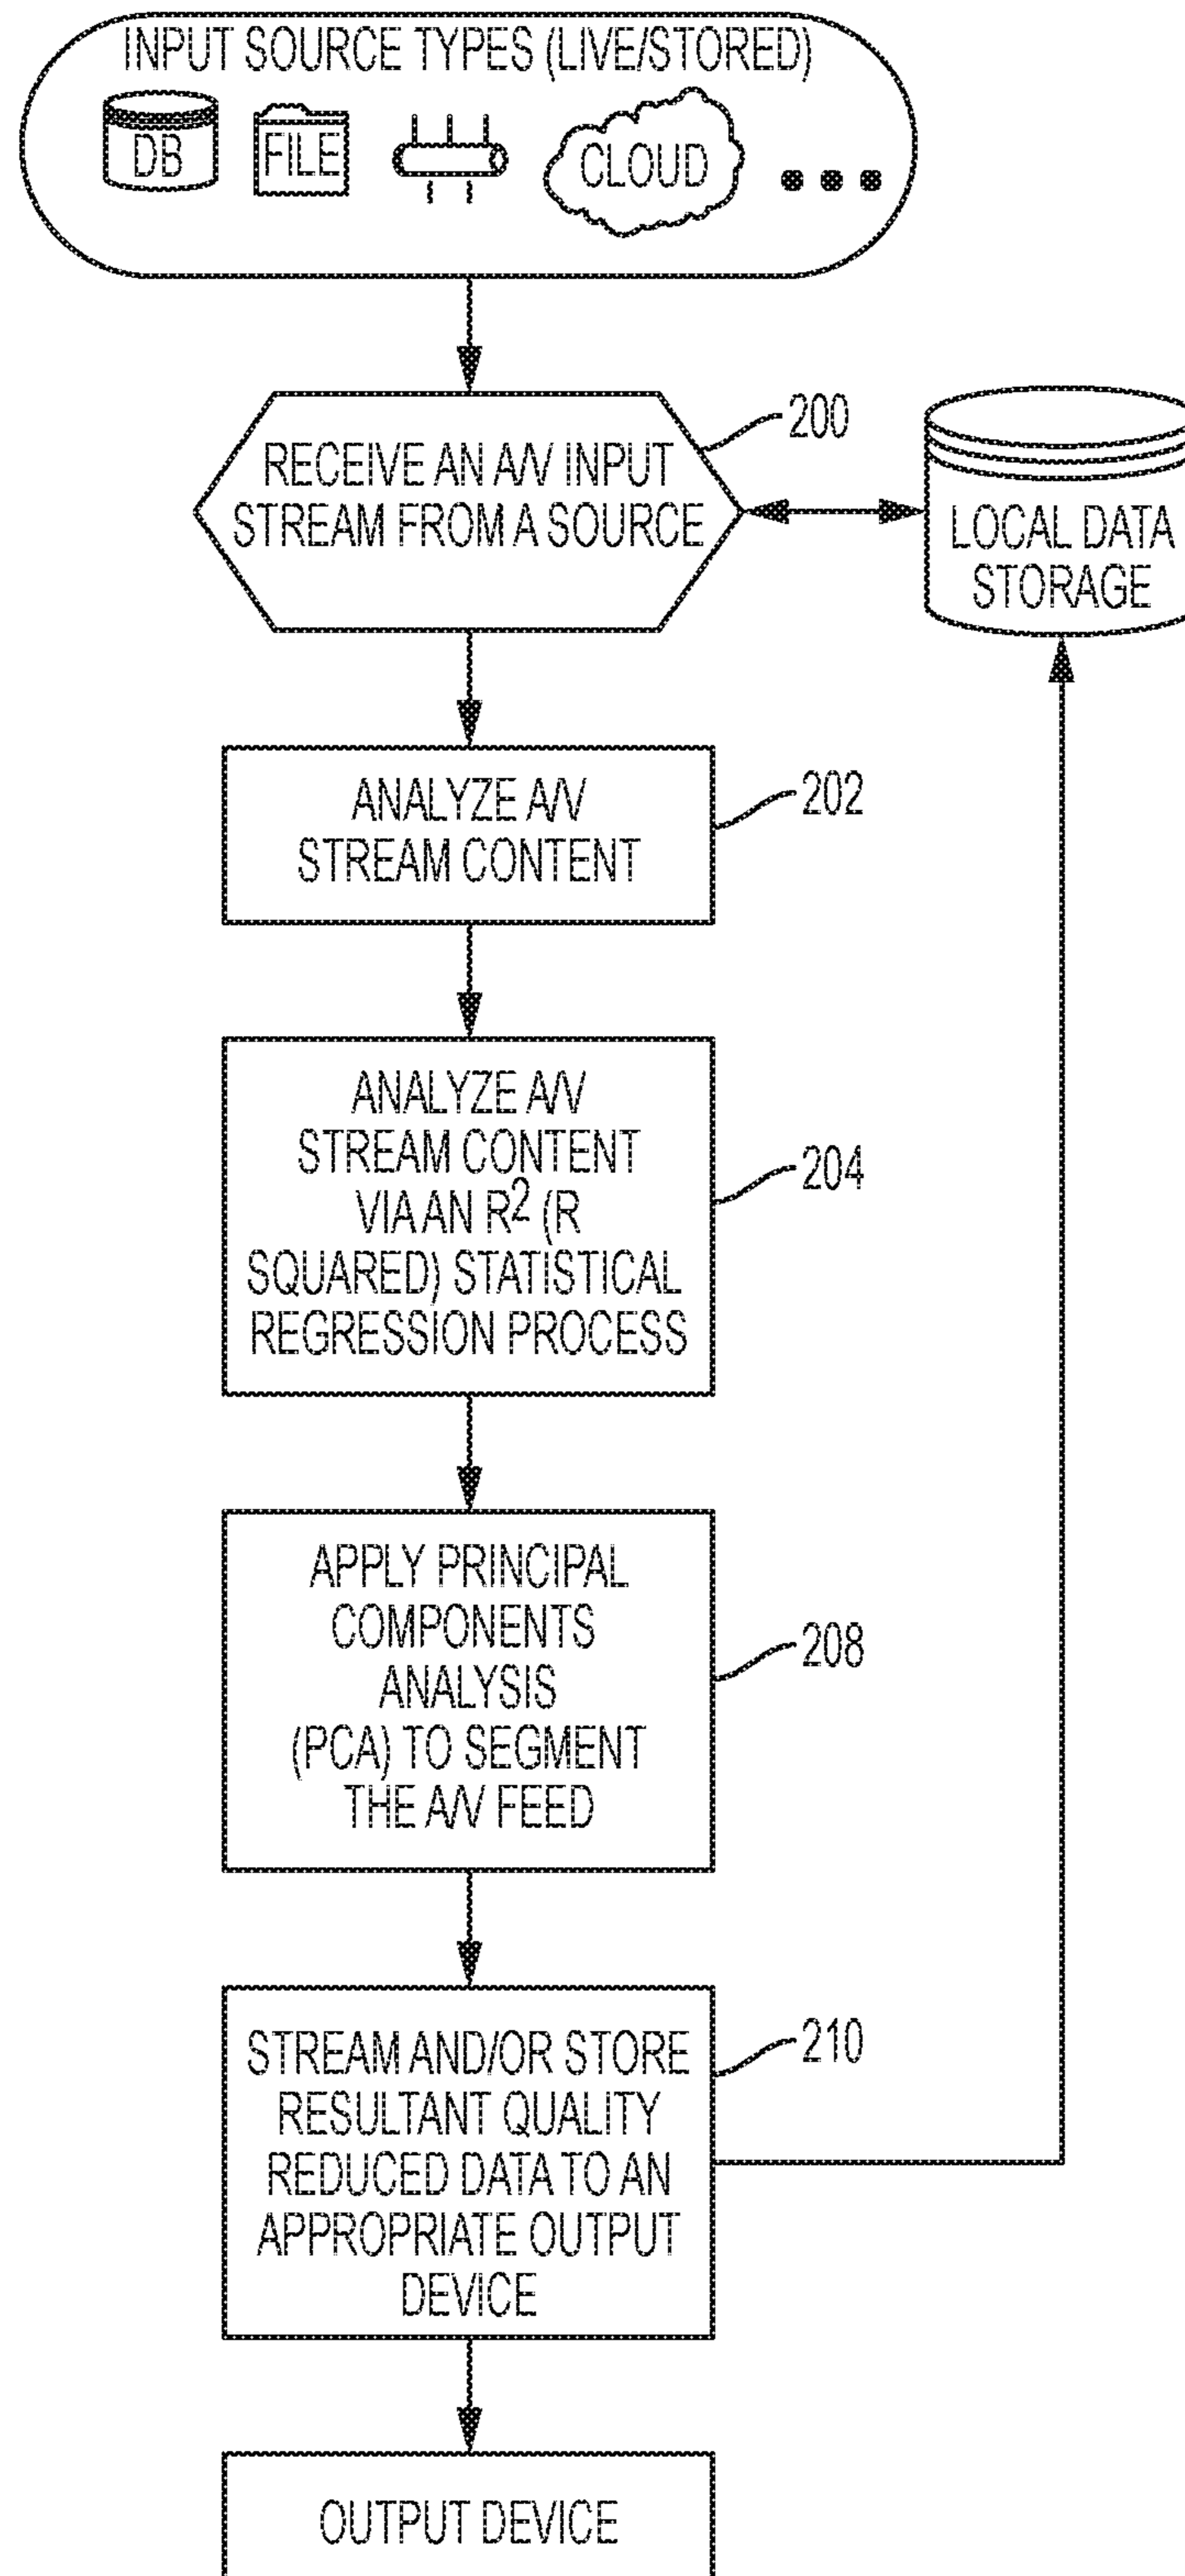 INPUT SOURCE TYPES (LIVE/STORED)
DB
FILE
CLOUD
200
RECEIVE AN A/V INPUT
STREAM FROM A SOURCE
LOCAL DATA
STORAGE
202
ANALYZE A/V
STREAM CONTENT
204
ANALYZE A/V
STREAM CONTENT
VIA AN R² (R
SQUARED) STATISTICAL
REGRESSION PROCESS
208
APPLY PRINCIPAL
COMPONENTS
ANALYSIS
(PCA) TO SEGMENT
THE A/V FEED
210
STREAM AND/OR STORE
RESULTANT QUALITY
REDUCED DATA TO AN
APPROPRIATE OUTPUT
DEVICE
OUTPUT DEVICE